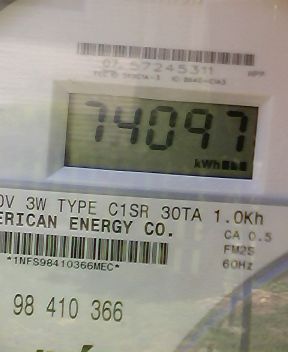 07 57245311
74097
kWh
0V 3W TYPE C1SR 30TA 1.0Kh
ERICAN ENERGY CO.
CA 0.5
FM2S
60Hz
*1NFS98410366MEC*
98 410 366